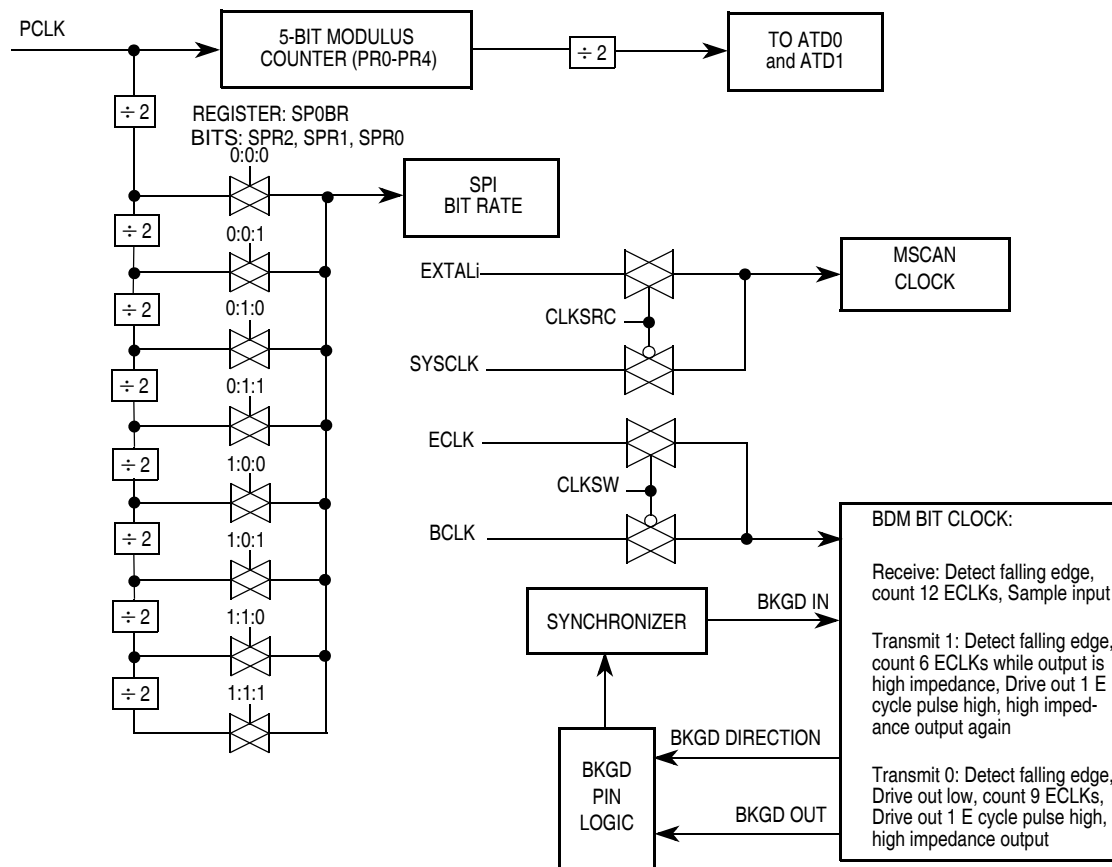 PCLK
5-BIT MODULUS
COUNTER (PR0-PR4)
÷ 2
TO ATD0
and ATD1
÷ 2
REGISTER: SP0BR
BITS: SPR2, SPR1, SPR0
0:0:0
SPI
BIT RATE
÷ 2
0:0:1
÷ 2
0:1:0
÷ 2
0:1:1
÷ 2
1:0:0
÷ 2
1:0:1
÷ 2
1:1:0
÷ 2
1:1:1
EXTALi
MSCAN
CLOCK
CLKSRC
SYSCLK
ECLK
CLKSW
BCLK
BDM BIT CLOCK:
Receive: Detect falling edge,
count 12 ECLKs, Sample input
Transmit 1: Detect falling edge,
count 6 ECLKs while output is
high impedance, Drive out 1 E
cycle pulse high, high imped-
ance output again
Transmit 0: Detect falling edge,
Drive out low, count 9 ECLKs,
Drive out 1 E cycle pulse high,
high impedance output
SYNCHRONIZER
BKGD IN
BKGD DIRECTION
BKGD OUT
BKGD
PIN
LOGIC